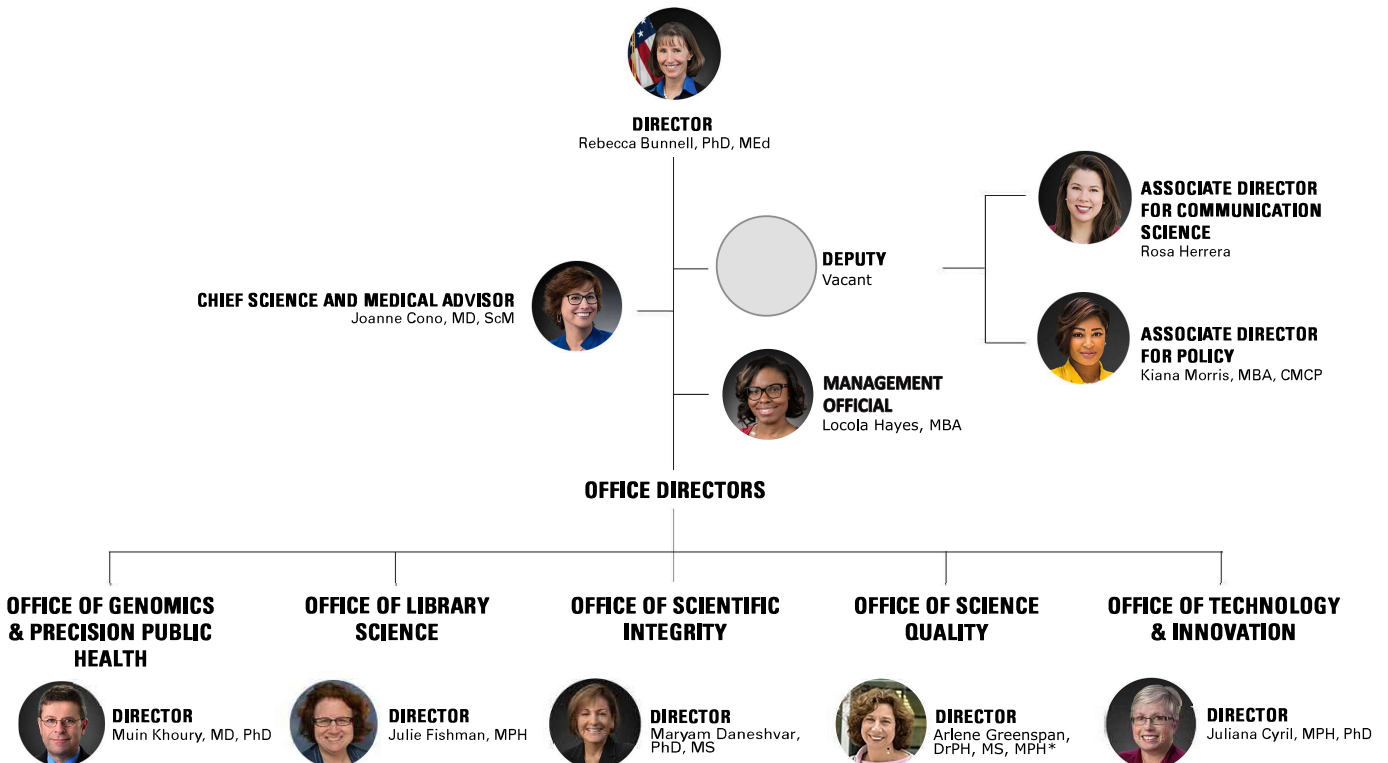 DIRECTOR
Rebecca Bunnell, PhD, MEd
ASSOCIATE DIRECTOR
FOR COMMUNICATION
SCIENCE
Rosa Herrera
DEPUTY
Vacant
CHIEF SCIENCE AND MEDICAL ADVISOR
Joanne Cono, MD, ScM
ASSOCIATE DIRECTOR
FOR POLICY
Kiana Morris, MBA, CMCP
MANAGEMENT
OFFICIAL
Locola Hayes, MBA
OFFICE DIRECTORS
OFFICE OF GENOMICS
& PRECISION PUBLIC
HEALTH
DIRECTOR
Muin Khoury, MD, PhD
OFFICE OF LIBRARY
SCIENCE
DIRECTOR
Julie Fishman, MPH
OFFICE OF SCIENTIFIC
INTEGRITY
DIRECTOR
Maryam Daneshvar,
PhD, MS
OFFICE OF SCIENCE
QUALITY
DIRECTOR
Arlene Greenspan,
DrPH, MS, MPH*
OFFICE OF TECHNOLOGY
& INNOVATION
DIRECTOR
Juliana Cyril, MPH, PhD